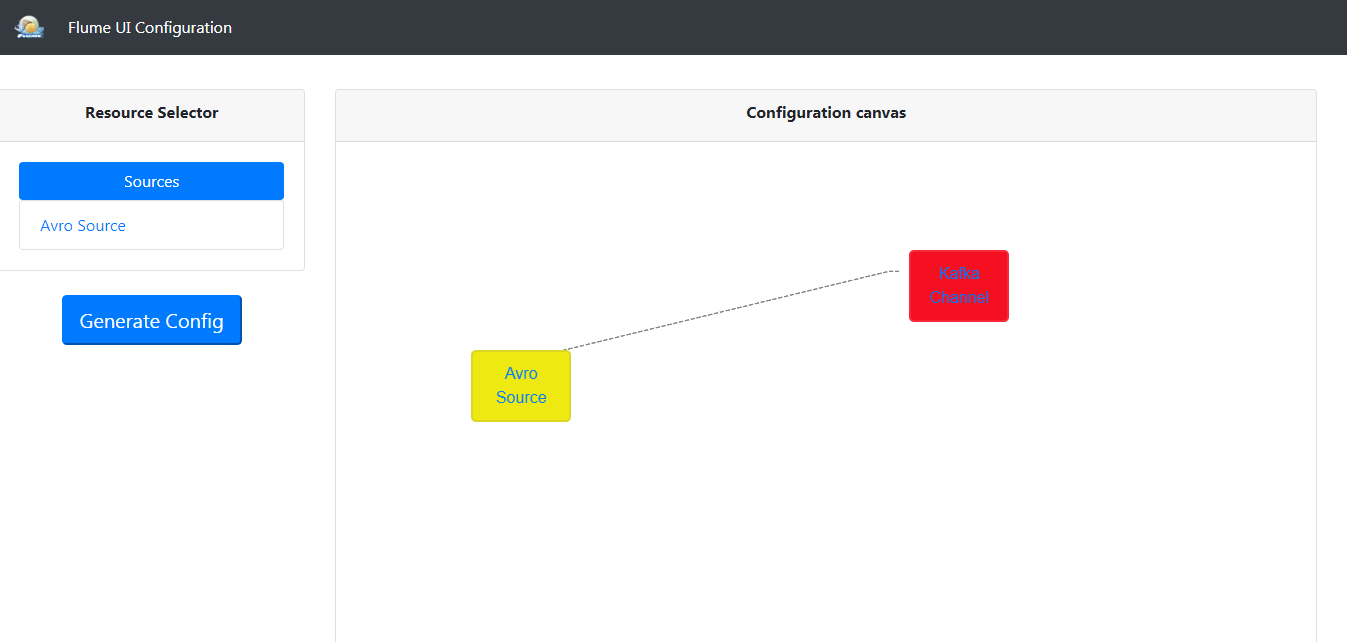 Flume UI Configuration
Resource Selector
Configuration canvas
Sources
Avro Source
Generate Config
Kafka
Channel
Avro
Source